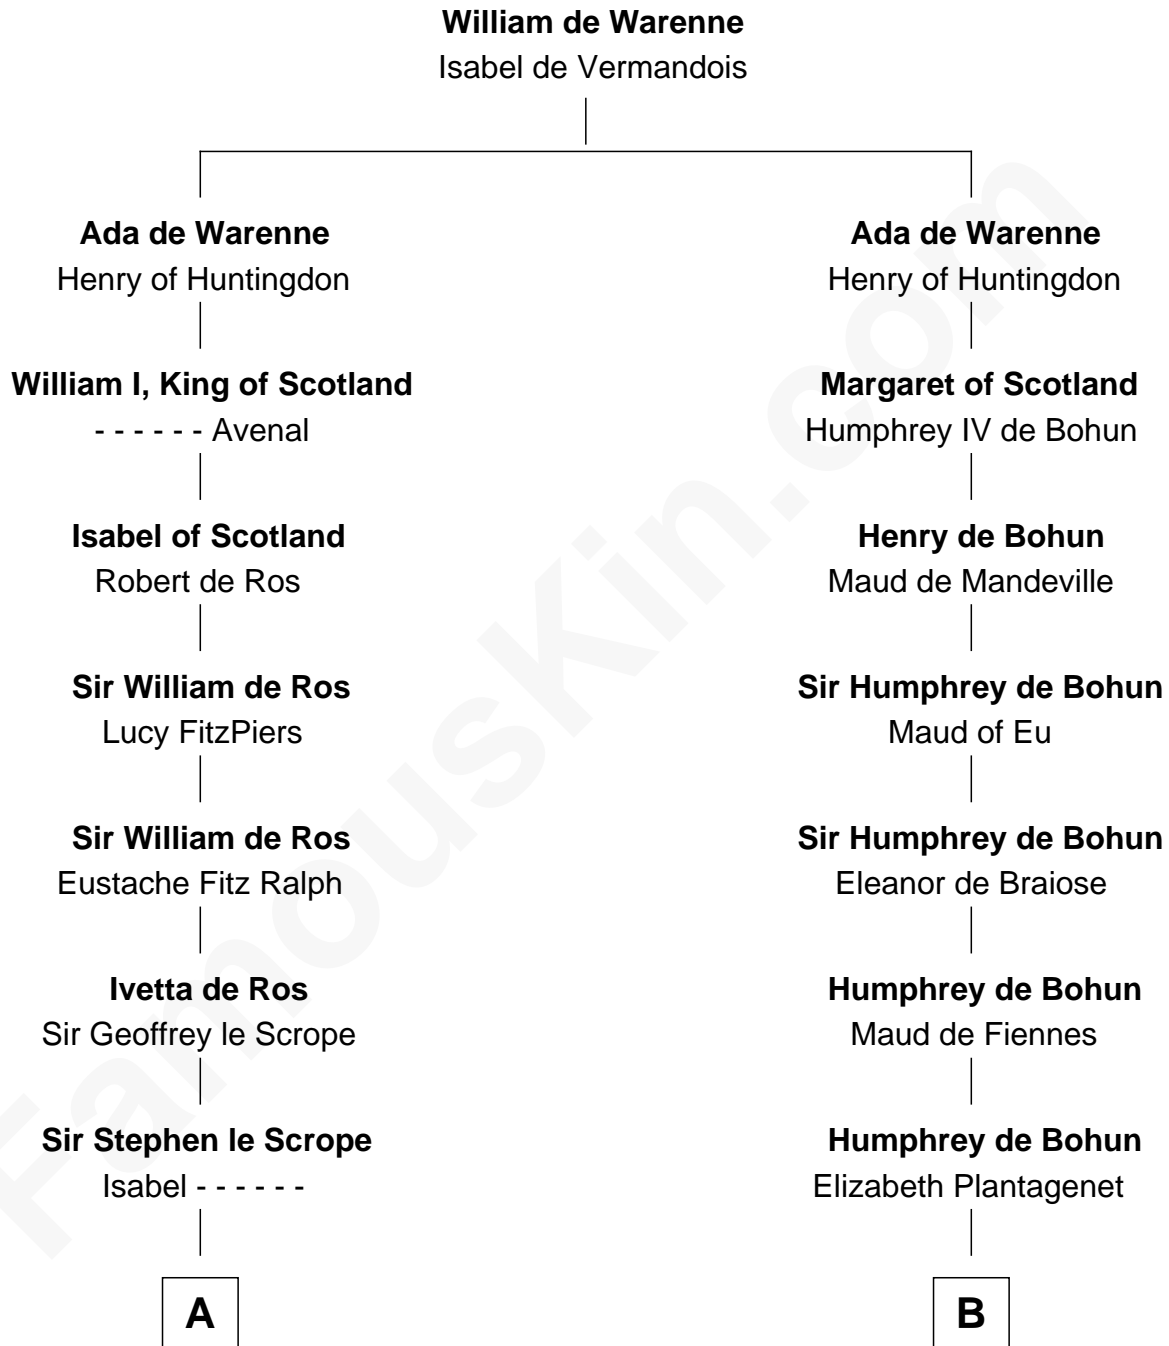 William de Warenne
Isabel de Vermandois
Ada de Warenne
Henry of Huntingdon
William I, King of Scotland
- - - - - - Avenal
Isabel of Scotland
Robert de Ros
Sir William de Ros
Lucy FitzPiers
Sir William de Ros
Eustache Fitz Ralph
Ivetta de Ros
Sir Geoffrey le Scrope
Sir Stephen le Scrope
Isabel - - - - - -
A
Ada de Warenne
Henry of Huntingdon
Margaret of Scotland
Humphrey IV de Bohun
Henry de Bohun
Maud de Mandeville
Sir Humphrey de Bohun
Maud of Eu
Sir Humphrey de Bohun
Eleanor de Braiose
Humphrey de Bohun
Maud de Fiennes
Humphrey de Bohun
Elizabeth Plantagenet
B
FamousKin.com